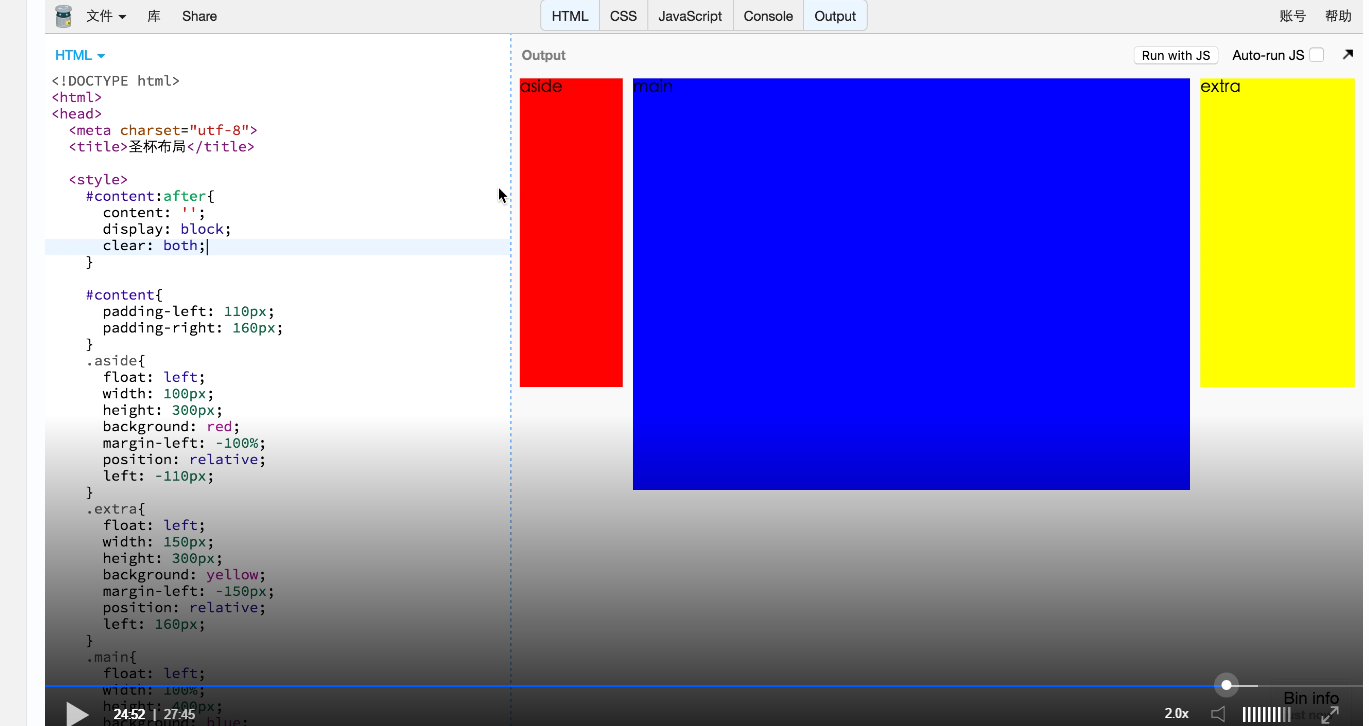 文件 库 Share HTML CSS JavaScript Console Output 账号 帮助
HTML
Output Run with JS Auto-run JS
<!DOCTYPE html>
<html>
<head>
<meta charset="utf-8">
<title>圣杯布局</title>
<style>
#content:after{
content: '';
display: block;
clear: both;
}
#content{
padding-left: 110px;
padding-right: 160px;
}
.aside{
float: left;
width: 100px;
height: 300px;
background: red;
margin-left: -100%;
position: relative;
left: -110px;
}
.extra{
float: left;
width: 150px;
height: 300px;
background: yellow;
margin-left: -150px;
position: relative;
left: 160px;
}
.main{
float: left;
width: 100%;
height: 400px;
background: blue;
aside
main
extra
Bin info
24:52 | 27:45
2.0x